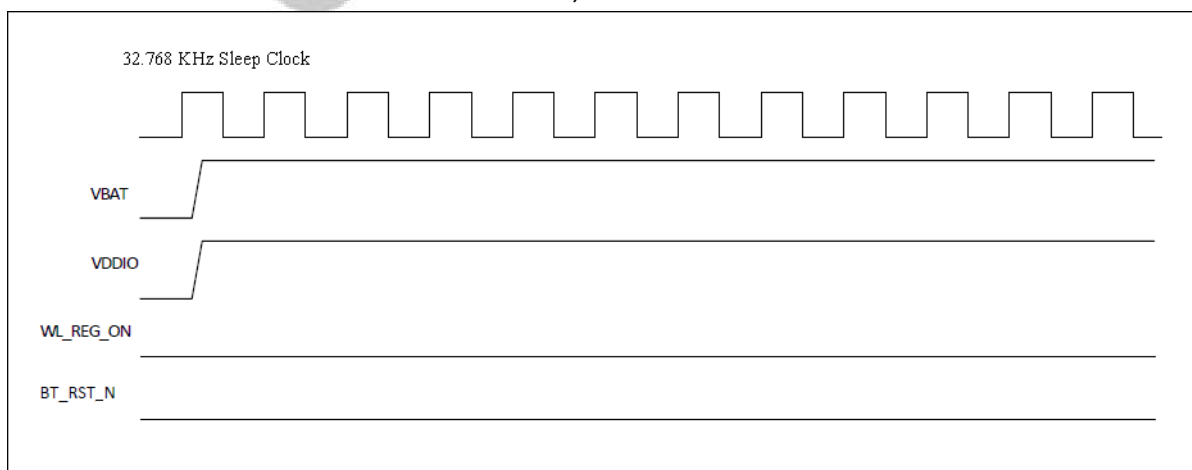 32.768 KHz Sleep Clock
VBAT
VDDIO
WL_REG_ON
BT_RST_N